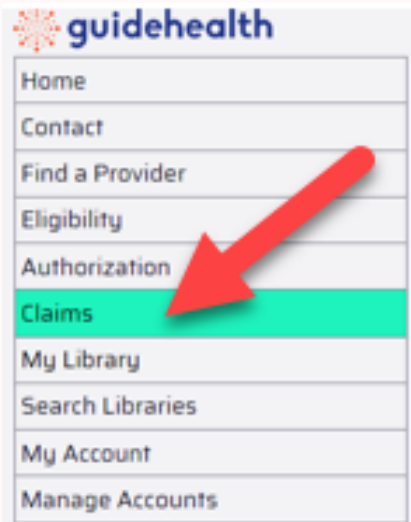 guidehealth
Home
Contact
Find a Provider
Eligibility
Authorization
Claims
My Library
Search Libraries
My Account
Manage Accounts